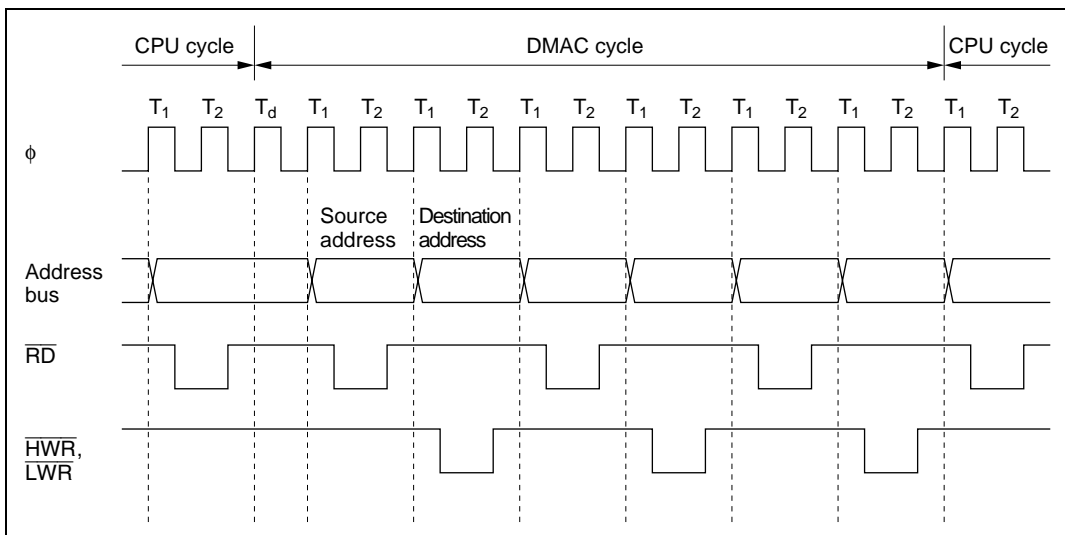 CPU cycle DMAC cycle CPU cycle
T1 T2 Td T1 T2 T1 T2 T1 T2 T1 T2 T1 T2 T1 T2 T1 T2
ϕ
Source address
Destination address
Address bus
RD
HWR,
LWR